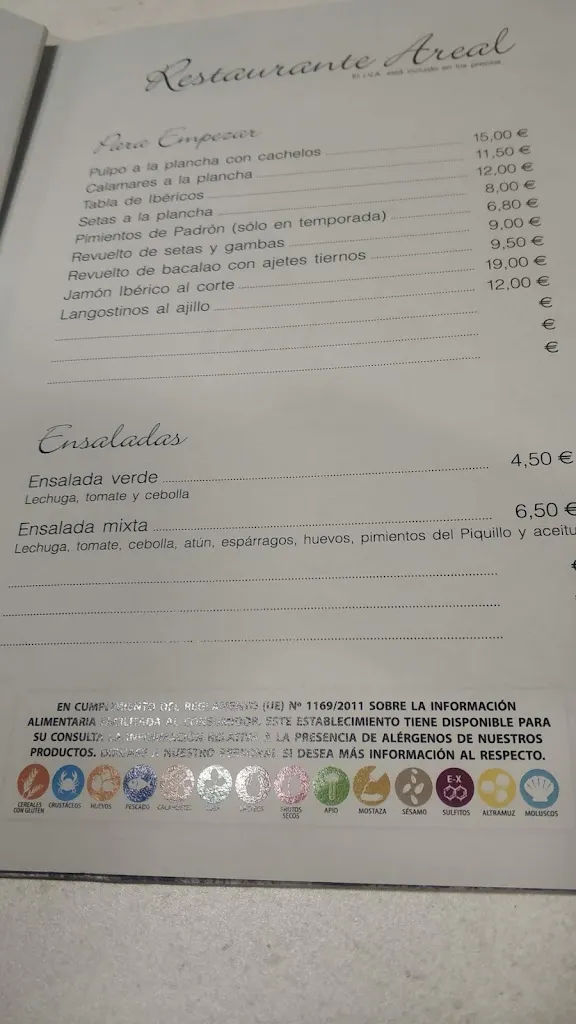 Restaurante Areal
El I.V.A. está incluido en los precios.
Para Empezar
Pulpo a la plancha con cachelos 15,00 €
Calamares a la plancha 11,50 €
Tabla de Ibéricos 12,00 €
Setas a la plancha 8,00 €
Pimientos de Padrón (sólo en temporada) 6,80 €
Revuelto de setas y gambas 9,00 €
Revuelto de bacalao con ajetes tiernos 9,50 €
Jamón Ibérico al corte 19,00 €
Langostinos al ajillo 12,00 €
€
€
€
Ensaladas
Ensalada verde 4,50 €
Lechuga, tomate y cebolla
Ensalada mixta 6,50 €
Lechuga, tomate, cebolla, atún, espárragos, huevos, pimientos del Piquillo y aceitu
EN CUMPLIMIENTO DEL REGLAMENTO (UE) Nº 1169/2011 SOBRE LA INFORMACIÓN
ALIMENTARIA FACILITADA AL CONSUMIDOR, ESTE ESTABLECIMIENTO TIENE DISPONIBLE PARA
SU CONSULTA LA INFORMACIÓN RELATIVA A LA PRESENCIA DE ALÉRGENOS DE NUESTROS
PRODUCTOS. DIRÍJASE A NUESTRO PERSONAL SI DESEA MÁS INFORMACIÓN AL RESPECTO.
E-X
CEREALES CON GLUTEN CRUSTÁCEOS HUEVOS PESCADO CACAHUETES FRUTOS SECOS APIO MOSTAZA SÉSAMO SULFITOS ALTRAMUZ MOLUSCOS